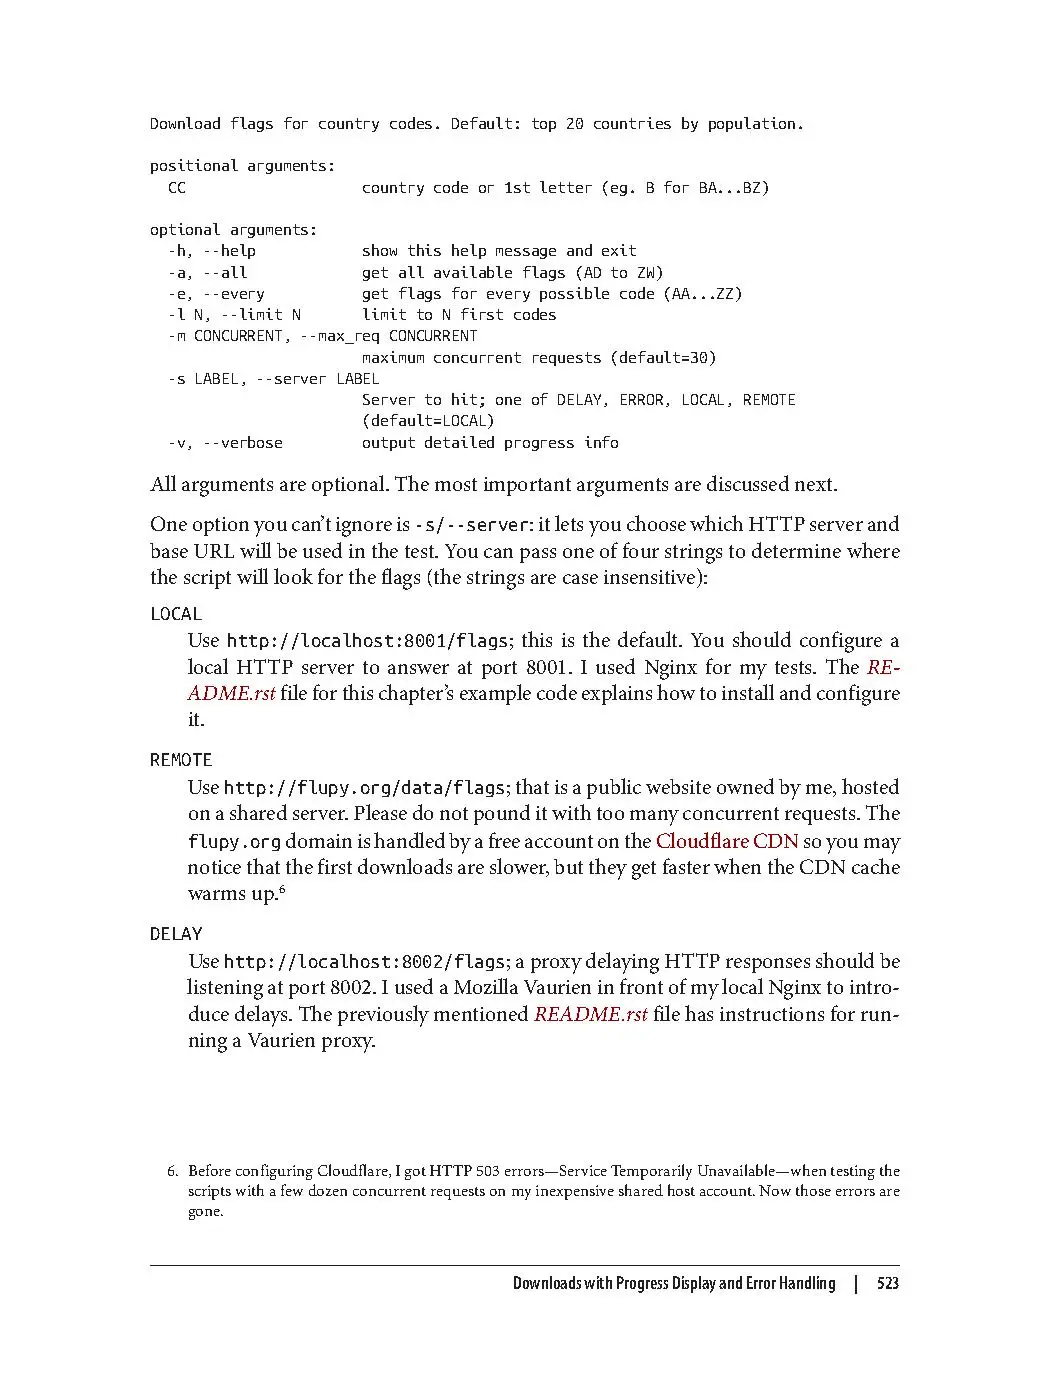 Download flags for country codes. Default: top 20 countries by population.
positional arguments:
CC country code or 1st letter (eg. B for BA...BZ)
optional arguments:
-h, --help show this help message and exit
-a, --all get all available flags (AD to ZW)
-e, --every get flags for every possible code (AA...ZZ)
-l N, --limit N limit to N first codes
-m CONCURRENT, --max_req CONCURRENT
maximum concurrent requests (default=30)
-s LABEL, --server LABEL
Server to hit; one of DELAY, ERROR, LOCAL, REMOTE
(default=LOCAL)
-v, --verbose output detailed progress info
All arguments are optional. The most important arguments are discussed next.
One option you can’t ignore is -s/--server: it lets you choose which HTTP server and
base URL will be used in the test. You can pass one of four strings to determine where
the script will look for the flags (the strings are case insensitive):
LOCAL
Use http://localhost:8001/flags; this is the default. You should configure a
local HTTP server to answer at port 8001. I used Nginx for my tests. The RE-
ADME.rst file for this chapter’s example code explains how to install and configure
it.
REMOTE
Use http://flupy.org/data/flags; that is a public website owned by me, hosted
on a shared server. Please do not pound it with too many concurrent requests. The
flupy.org domain is handled by a free account on the Cloudflare CDN so you may
notice that the first downloads are slower, but they get faster when the CDN cache
warms up.⁶
DELAY
Use http://localhost:8002/flags; a proxy delaying HTTP responses should be
listening at port 8002. I used a Mozilla Vaurien in front of my local Nginx to intro-
duce delays. The previously mentioned README.rst file has instructions for run-
ning a Vaurien proxy.
6. Before configuring Cloudflare, I got HTTP 503 errors—Service Temporarily Unavailable—when testing the
scripts with a few dozen concurrent requests on my inexpensive shared host account. Now those errors are
gone.
Downloads with Progress Display and Error Handling | 523